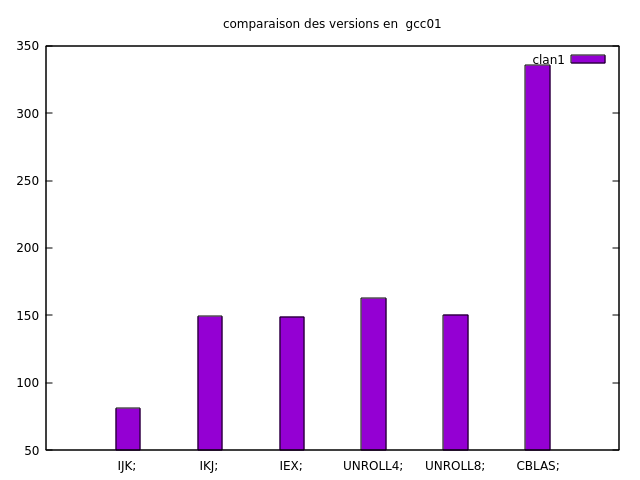 comparaison des versions en  gcc01
350
clan1
300
250
200
150
100
50
IJK; IKJ; IEX; UNROLL4; UNROLL8; CBLAS;